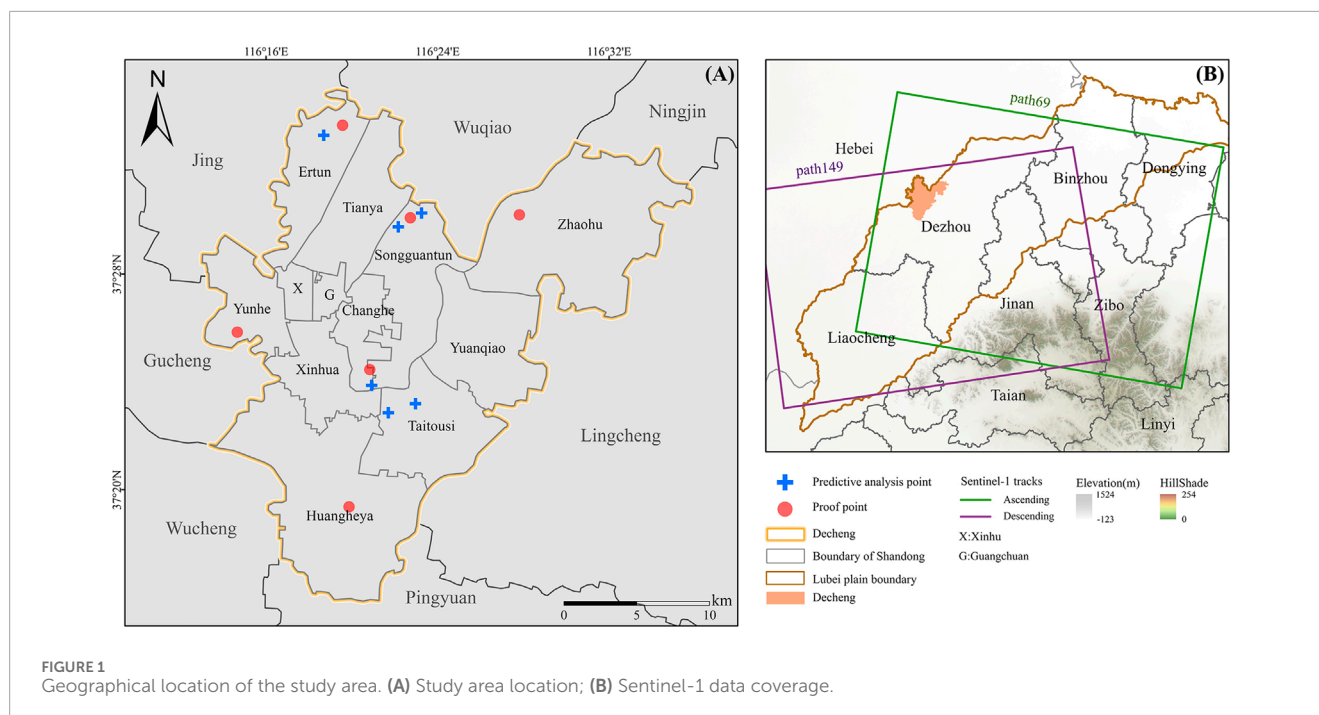 116°16'E 116°24'E 116°32'E
(A)
N
Ningjin
Wuqiao
Jing
Ertun
Tianya
Zhaohu
Songguantun
37°28'N
X
G
Yunhe
Changhe
Gucheng
Yuanqiao
Xinhua
Taitousi
Lingcheng
37°20'N
Huangheya
Wucheng
Pingyuan
km
0 5 10
(B)
path69
Hebei
path149
Dongying
Binzhou
Dezhou
Jinan
Zibo
Liaocheng
Taian
Linyi
Predictive analysis point
Proof point
Decheng
Boundary of Shandong
Lubei plain boundary
Decheng
Sentinel-1 tracks
Ascending
Descending
X:Xinhu
G:Guangchuan
Elevation(m)
1524
-123
HillShade
254
0
FIGURE 1
Geographical location of the study area. (A) Study area location; (B) Sentinel-1 data coverage.